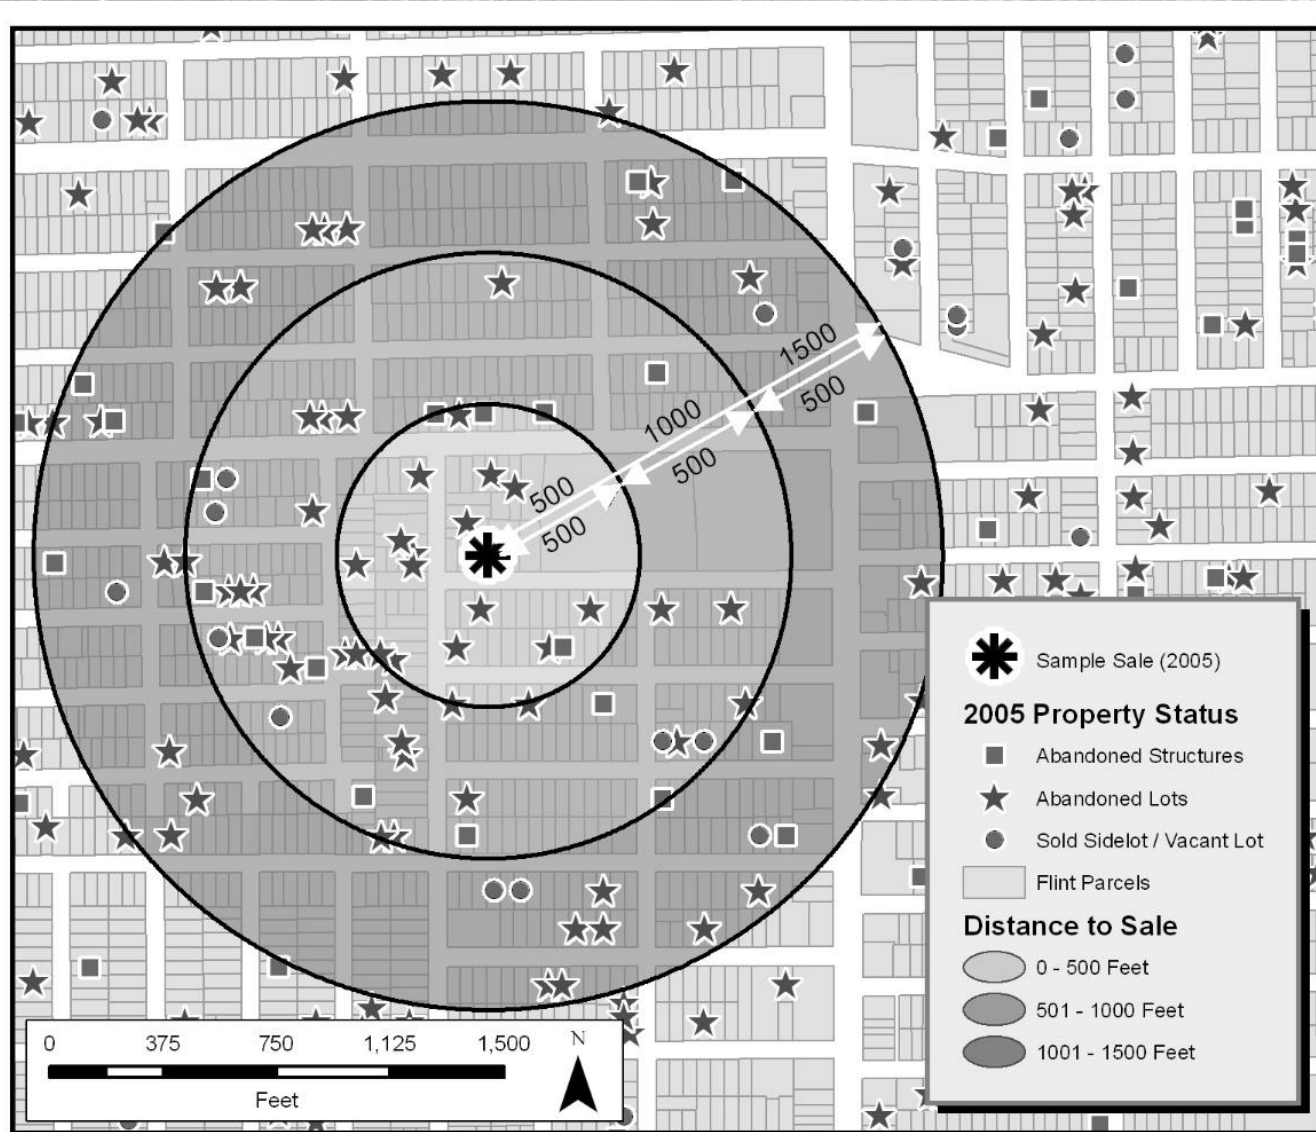 1500
500
1000
500
500
500
Sample Sale (2005)
2005 Property Status
Abandoned Structures
Abandoned Lots
Sold Sidelot / Vacant Lot
Flint Parcels
Distance to Sale
0 - 500 Feet
501 - 1000 Feet
1001 - 1500 Feet
0 375 750 1,125 1,500
Feet
N